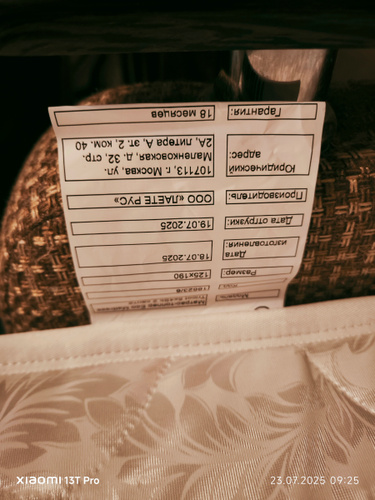 Модель:
Размер:
125x190
Дата
изготовления:
18.07.2025
Дата отгрузки:
19.07.2025
Производитель:
ООО «ЛАЕТЕ РУС»
Юридический
адрес:
107113, г. Москва, ул.
Маленковская, д. 32, стр.
2А, литера А, эт. 2, ком. 40
Гарантия:
18 месяцев
XIAOMI 13T Pro
23.07.2025 09:25